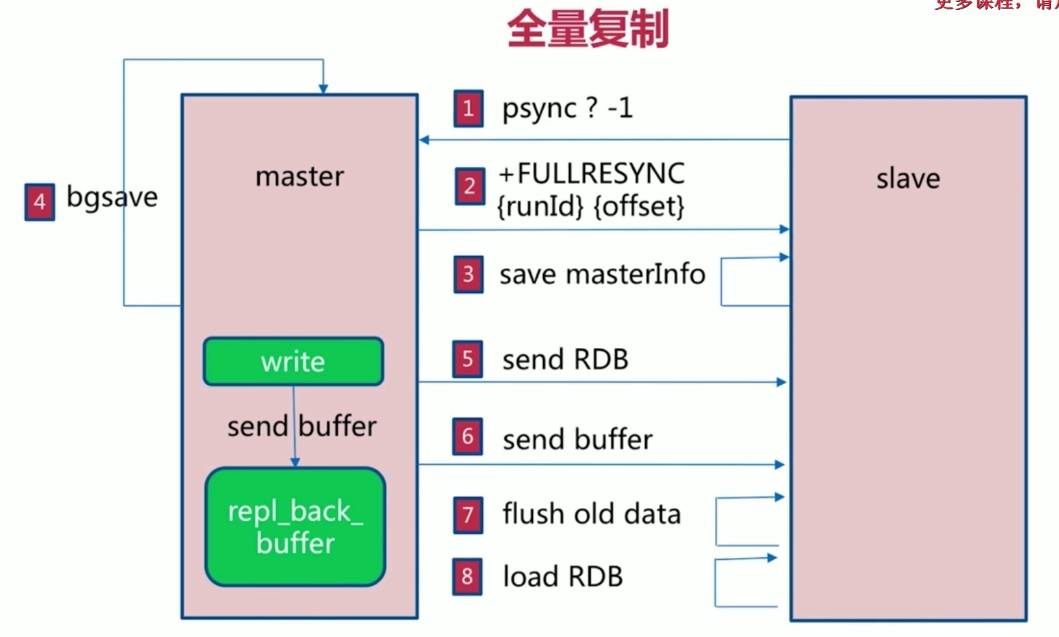 更多课程，请
全量复制
1 psync ? -1
master
slave
2 +FULLRESYNC
{runId} {offset}
4 bgsave
3 save masterInfo
write
5 send RDB
send buffer
6 send buffer
repl_back_
buffer
7 flush old data
8 load RDB